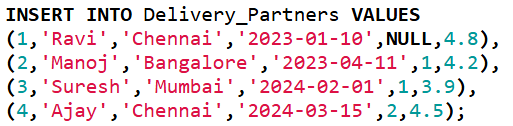 INSERT INTO Delivery_Partners VALUES
(1,'Ravi','Chennai','2023-01-10',NULL,4.8),
(2,'Manoj','Bangalore','2023-04-11',1,4.2),
(3,'Suresh','Mumbai','2024-02-01',1,3.9),
(4,'Ajay','Chennai','2024-03-15',2,4.5);